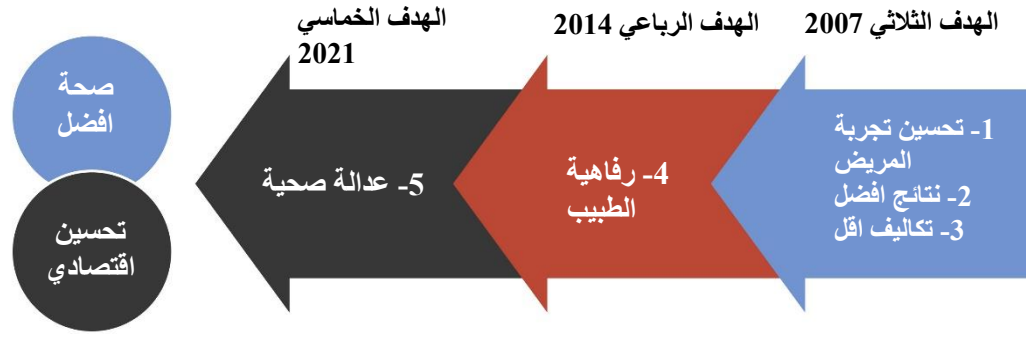 الهدف الثلاثي 2007
1- تحسين تجربة
المريض
2- نتائج افضل
3- تكاليف اقل
الهدف الرباعي 2014
4- رفاهية
الطبيب
الهدف الخماسي
2021
5- عدالة صحية
صحة
افضل
تحسين
اقتصادي